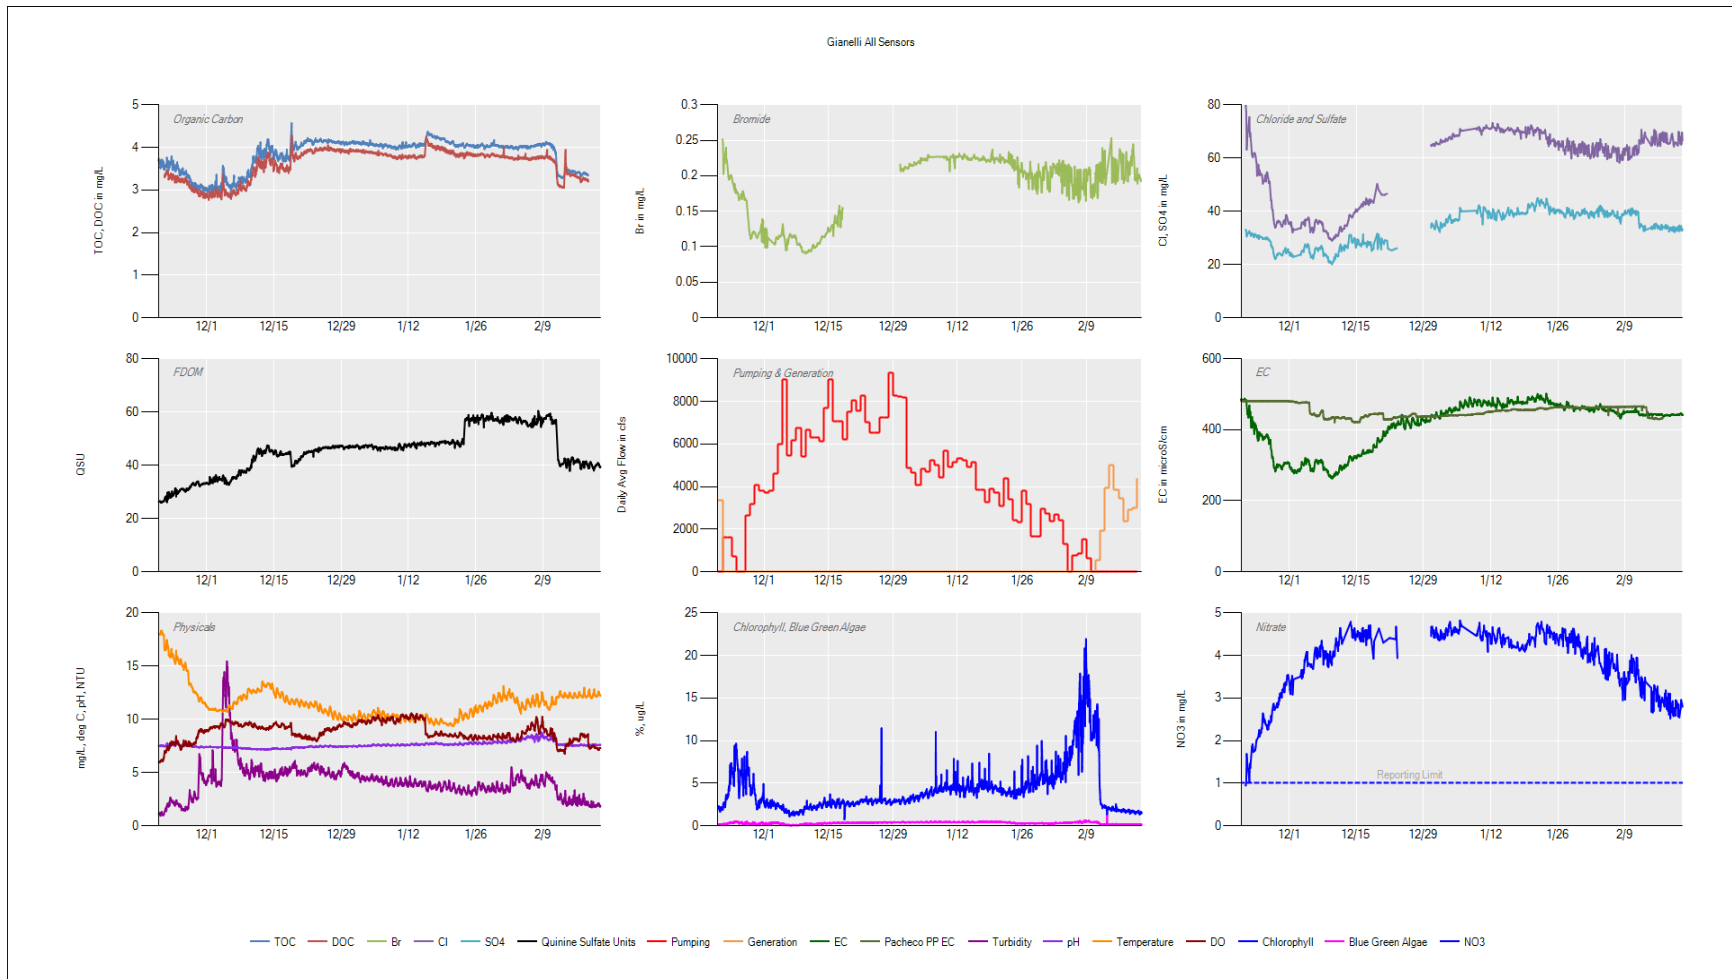 Gianelli All Sensors
Organic Carbon
TOC, DOC in mg/L
5
4
3
2
1
0
12/1 12/15 12/29 1/12 1/26 2/9
Bromide
Br in mg/L
0.3
0.25
0.2
0.15
0.1
0.05
0
12/1 12/15 12/29 1/12 1/26 2/9
Chloride and Sulfate
Cl, SO4 in mg/L
80
60
40
20
0
12/1 12/15 12/29 1/12 1/26 2/9
FDOM
QSU
80
60
40
20
0
12/1 12/15 12/29 1/12 1/26 2/9
Pumping & Generation
Daily Avg Flow in cfs
10000
8000
6000
4000
2000
0
12/1 12/15 12/29 1/12 1/26 2/9
EC
EC in microS/cm
600
400
200
0
12/1 12/15 12/29 1/12 1/26 2/9
Physicals
mg/L, deg C, pH, NTU
20
15
10
5
0
12/1 12/15 12/29 1/12 1/26 2/9
Chlorophyll, Blue Green Algae
%, ug/L
25
20
15
10
5
0
12/1 12/15 12/29 1/12 1/26 2/9
Nitrate
NO3 in mg/L
5
4
3
2
1
0
Reporting Limit
12/1 12/15 12/29 1/12 1/26 2/9
TOC DOC Br Cl SO4 Quinine Sulfate Units Pumping Generation EC Pacheco PP EC Turbidity pH Temperature DO Chlorophyll Blue Green Algae NO3